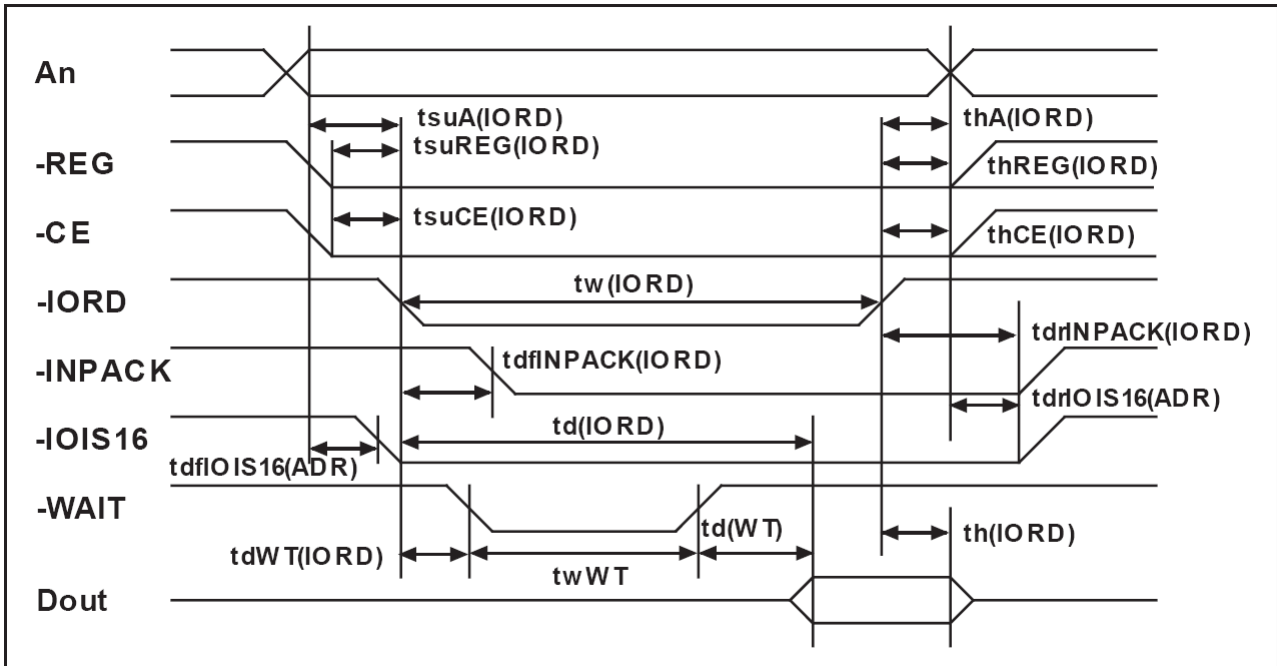 An
tsuA(IORD)
thA(IORD)
tsuREG(IORD)
-REG
thREG(IORD)
tsuCE(IORD)
-CE
thCE(IORD)
tw(IORD)
-IORD
tdrINPACK(IORD)
tdfINPACK(IORD)
-INPACK
tdrIOIS16(ADR)
td(IORD)
-IOIS16
tdfIOIS16(ADR)
-WAIT
td(WT)
th(IORD)
tdWT(IORD)
twWT
Dout